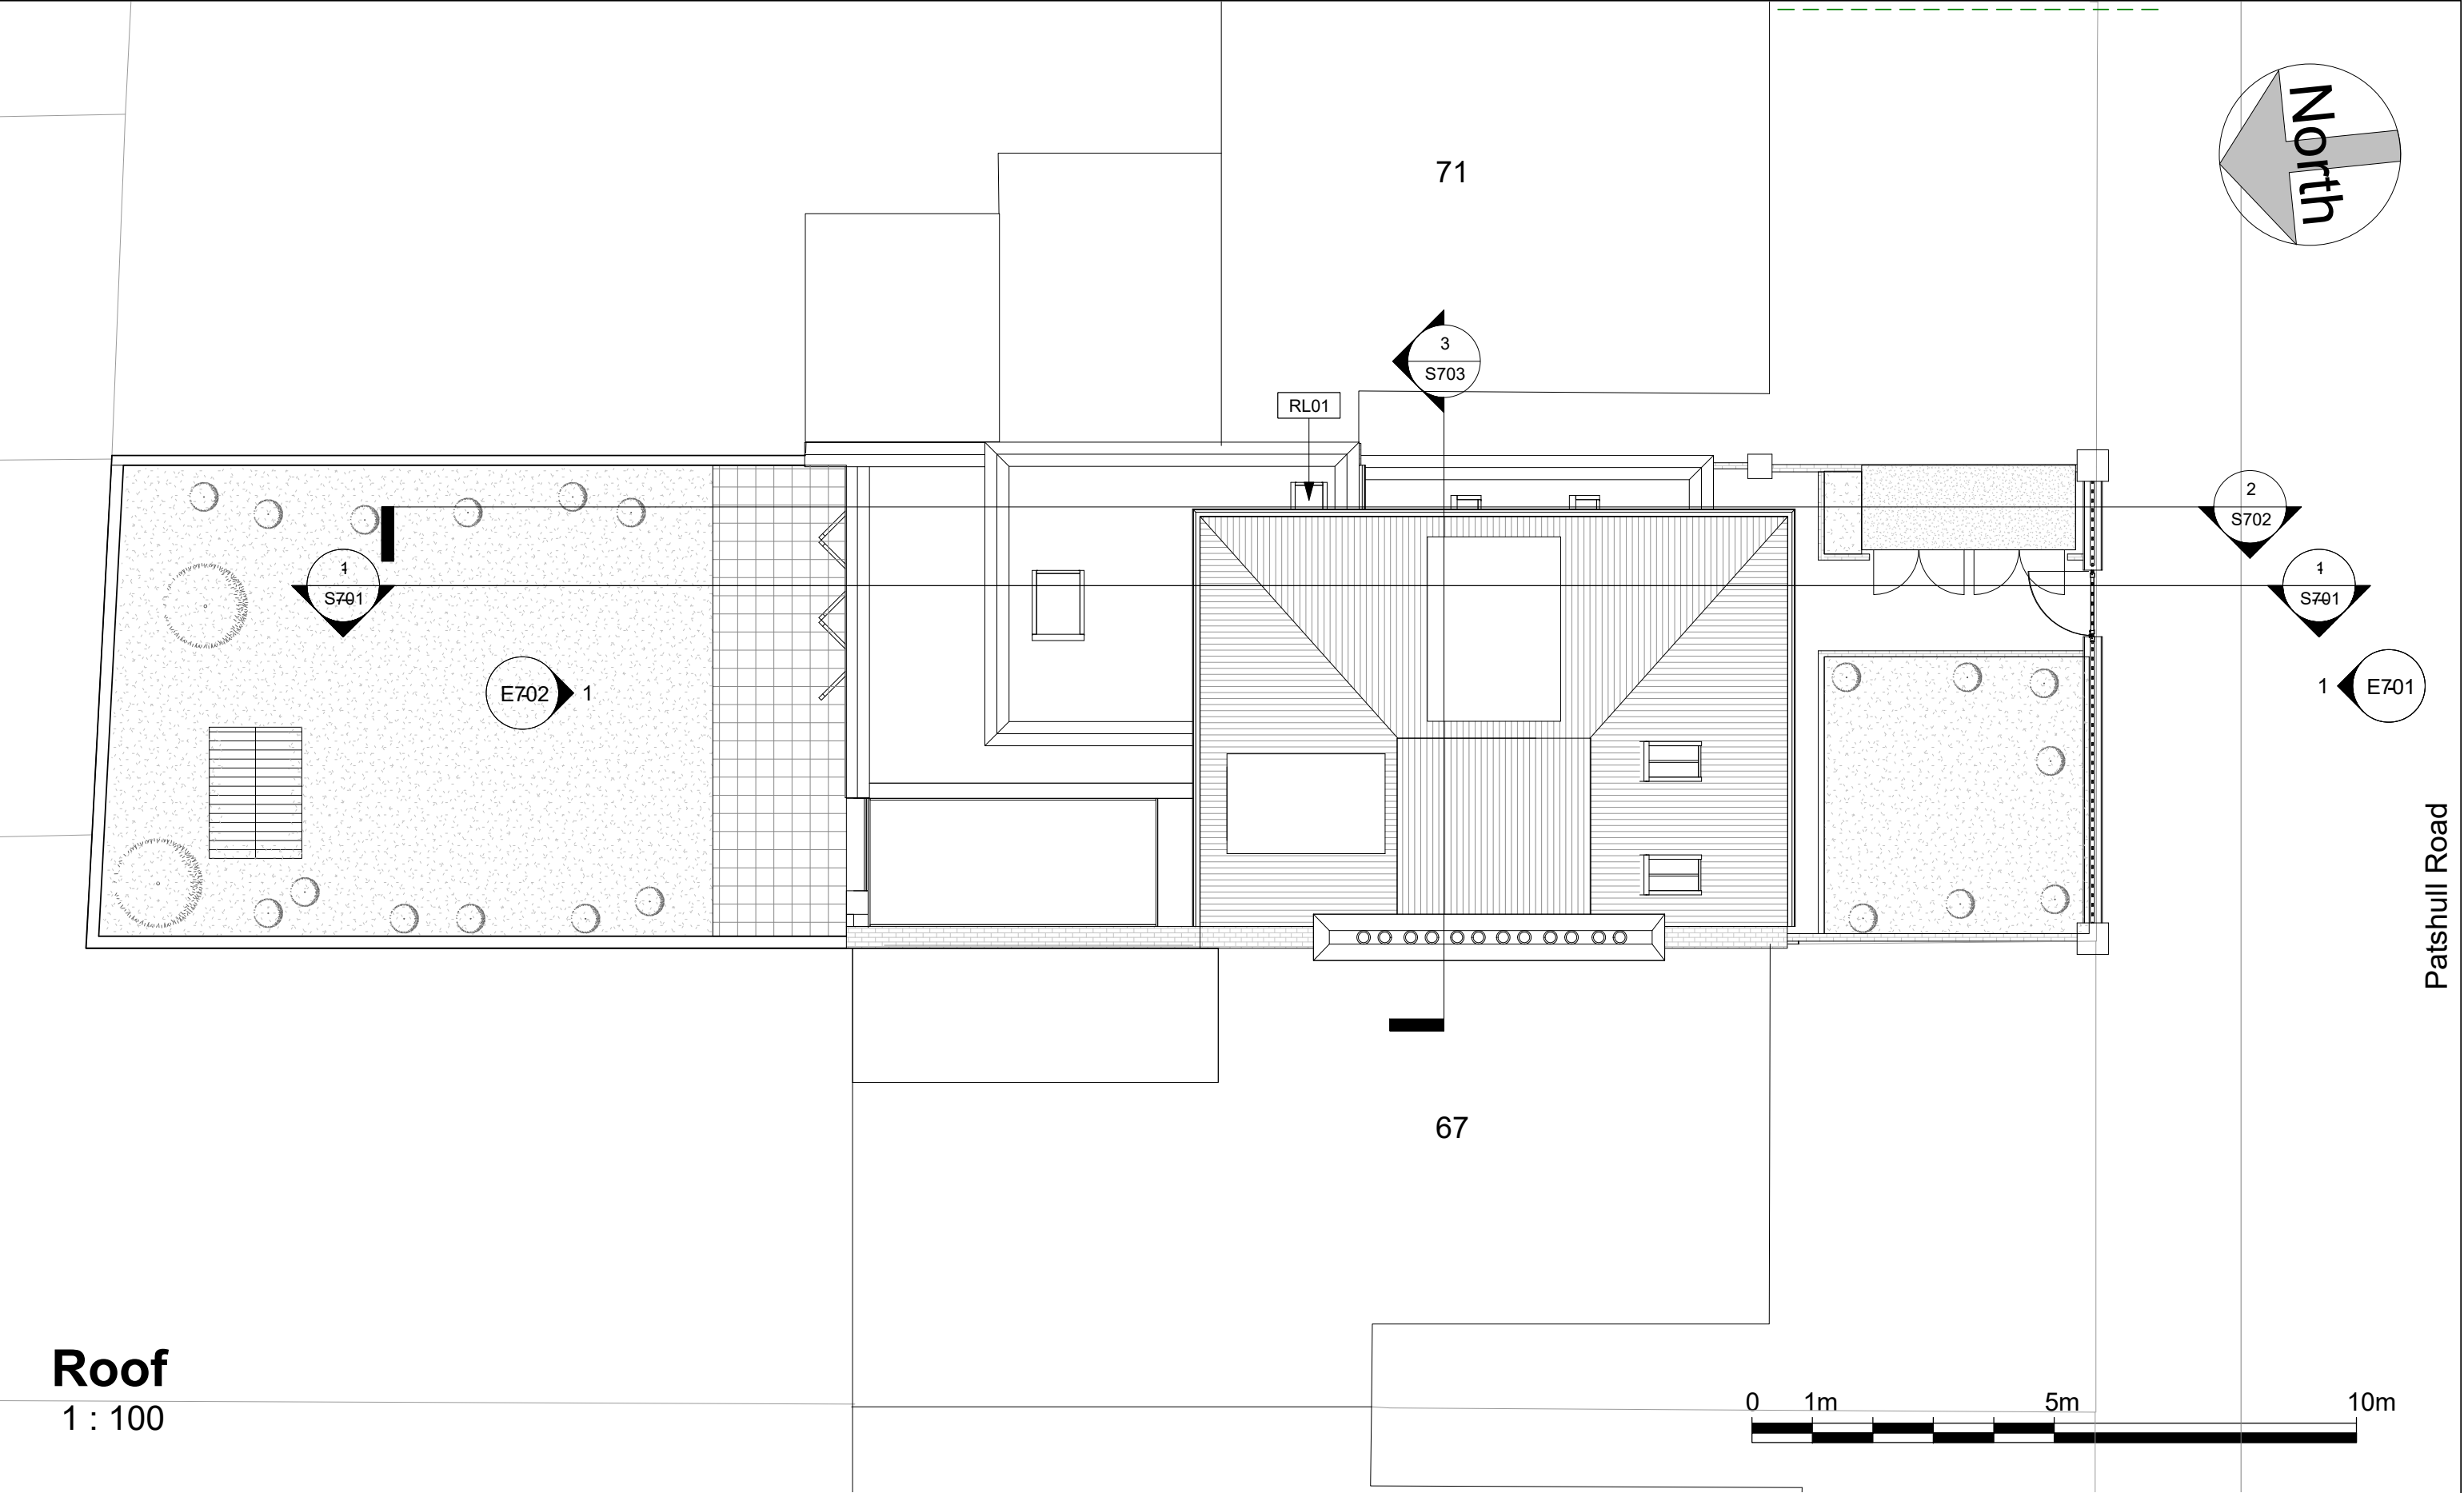 North
71
3
S703
RL01
2
S702
1
S701
1
S701
E702 1
1 E701
Patshull Road
67
Roof
1 : 100
0 1m 5m 10m